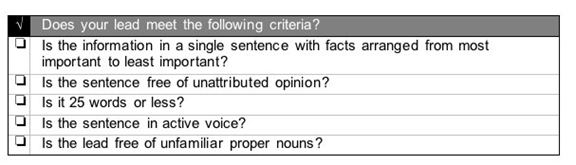 √ Does your lead meet the following criteria?
❏ Is the information in a single sentence with facts arranged from most
important to least important?
❏ Is the sentence free of unattributed opinion?
❏ Is it 25 words or less?
❏ Is the sentence in active voice?
❏ Is the lead free of unfamiliar proper nouns?